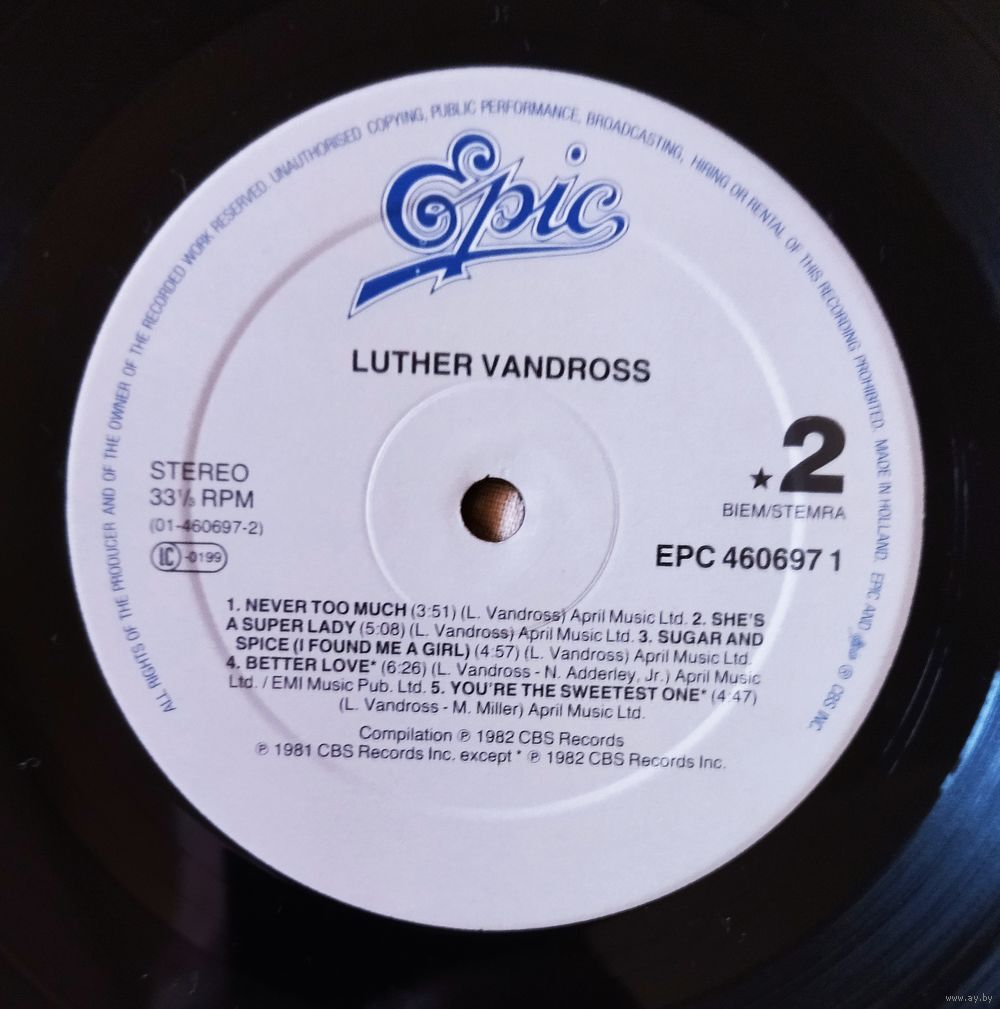 ALL RIGHTS OF THE PRODUCER AND OF THE OWNER OF THE RECORDED WORK RESERVED. UNAUTHORISED COPYING, PUBLIC PERFORMANCE, BROADCASTING, HIRING OR RENTAL OF THIS RECORDING PROHIBITED. MADE IN HOLLAND. EPIC AND ℗ CBS INC.
Epic
LUTHER VANDROSS
STEREO
33⅓ RPM
(01-460697-2)
LC -0199
★2
BIEM/STEMRA
EPC 460697 1
1. NEVER TOO MUCH (3:51) (L. Vandross) April Music Ltd. 2. SHE'S
A SUPER LADY (5:08) (L. Vandross) April Music Ltd. 3. SUGAR AND
SPICE (I FOUND ME A GIRL) (4:57) (L. Vandross) April Music Ltd.
4. BETTER LOVE* (6:26) (L. Vandross - N. Adderley, Jr.) April Music
Ltd. / EMI Music Pub. Ltd. 5. YOU'RE THE SWEETEST ONE* (4:47)
(L. Vandross - M. Miller) April Music Ltd.
Compilation ℗ 1982 CBS Records
℗ 1981 CBS Records Inc. except * ℗ 1982 CBS Records Inc.
www.ay.by